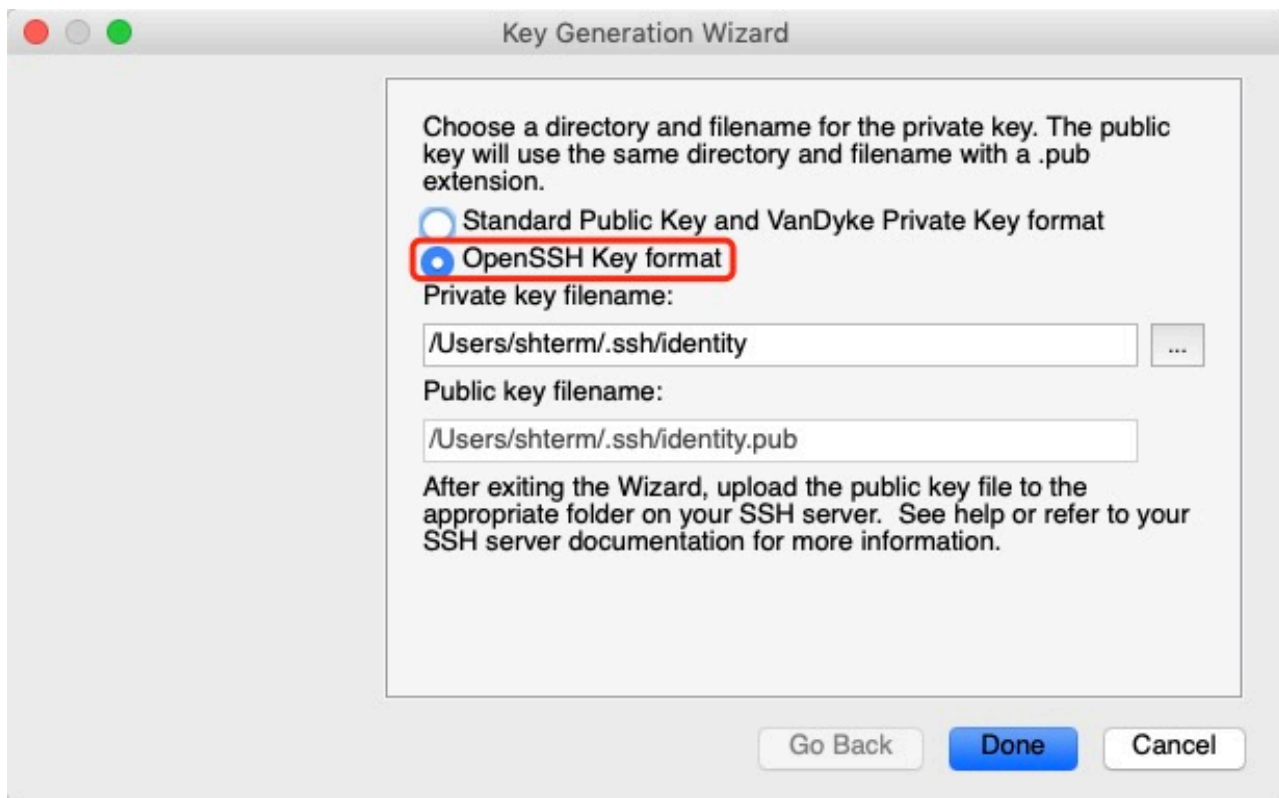 Key Generation Wizard
Choose a directory and filename for the private key. The public
key will use the same directory and filename with a .pub
extension.
Standard Public Key and VanDyke Private Key format
OpenSSH Key format
Private key filename:
/Users/shterm/.ssh/identity
...
Public key filename:
/Users/shterm/.ssh/identity.pub
After exiting the Wizard, upload the public key file to the
appropriate folder on your SSH server.  See help or refer to your
SSH server documentation for more information.
Go Back Done Cancel